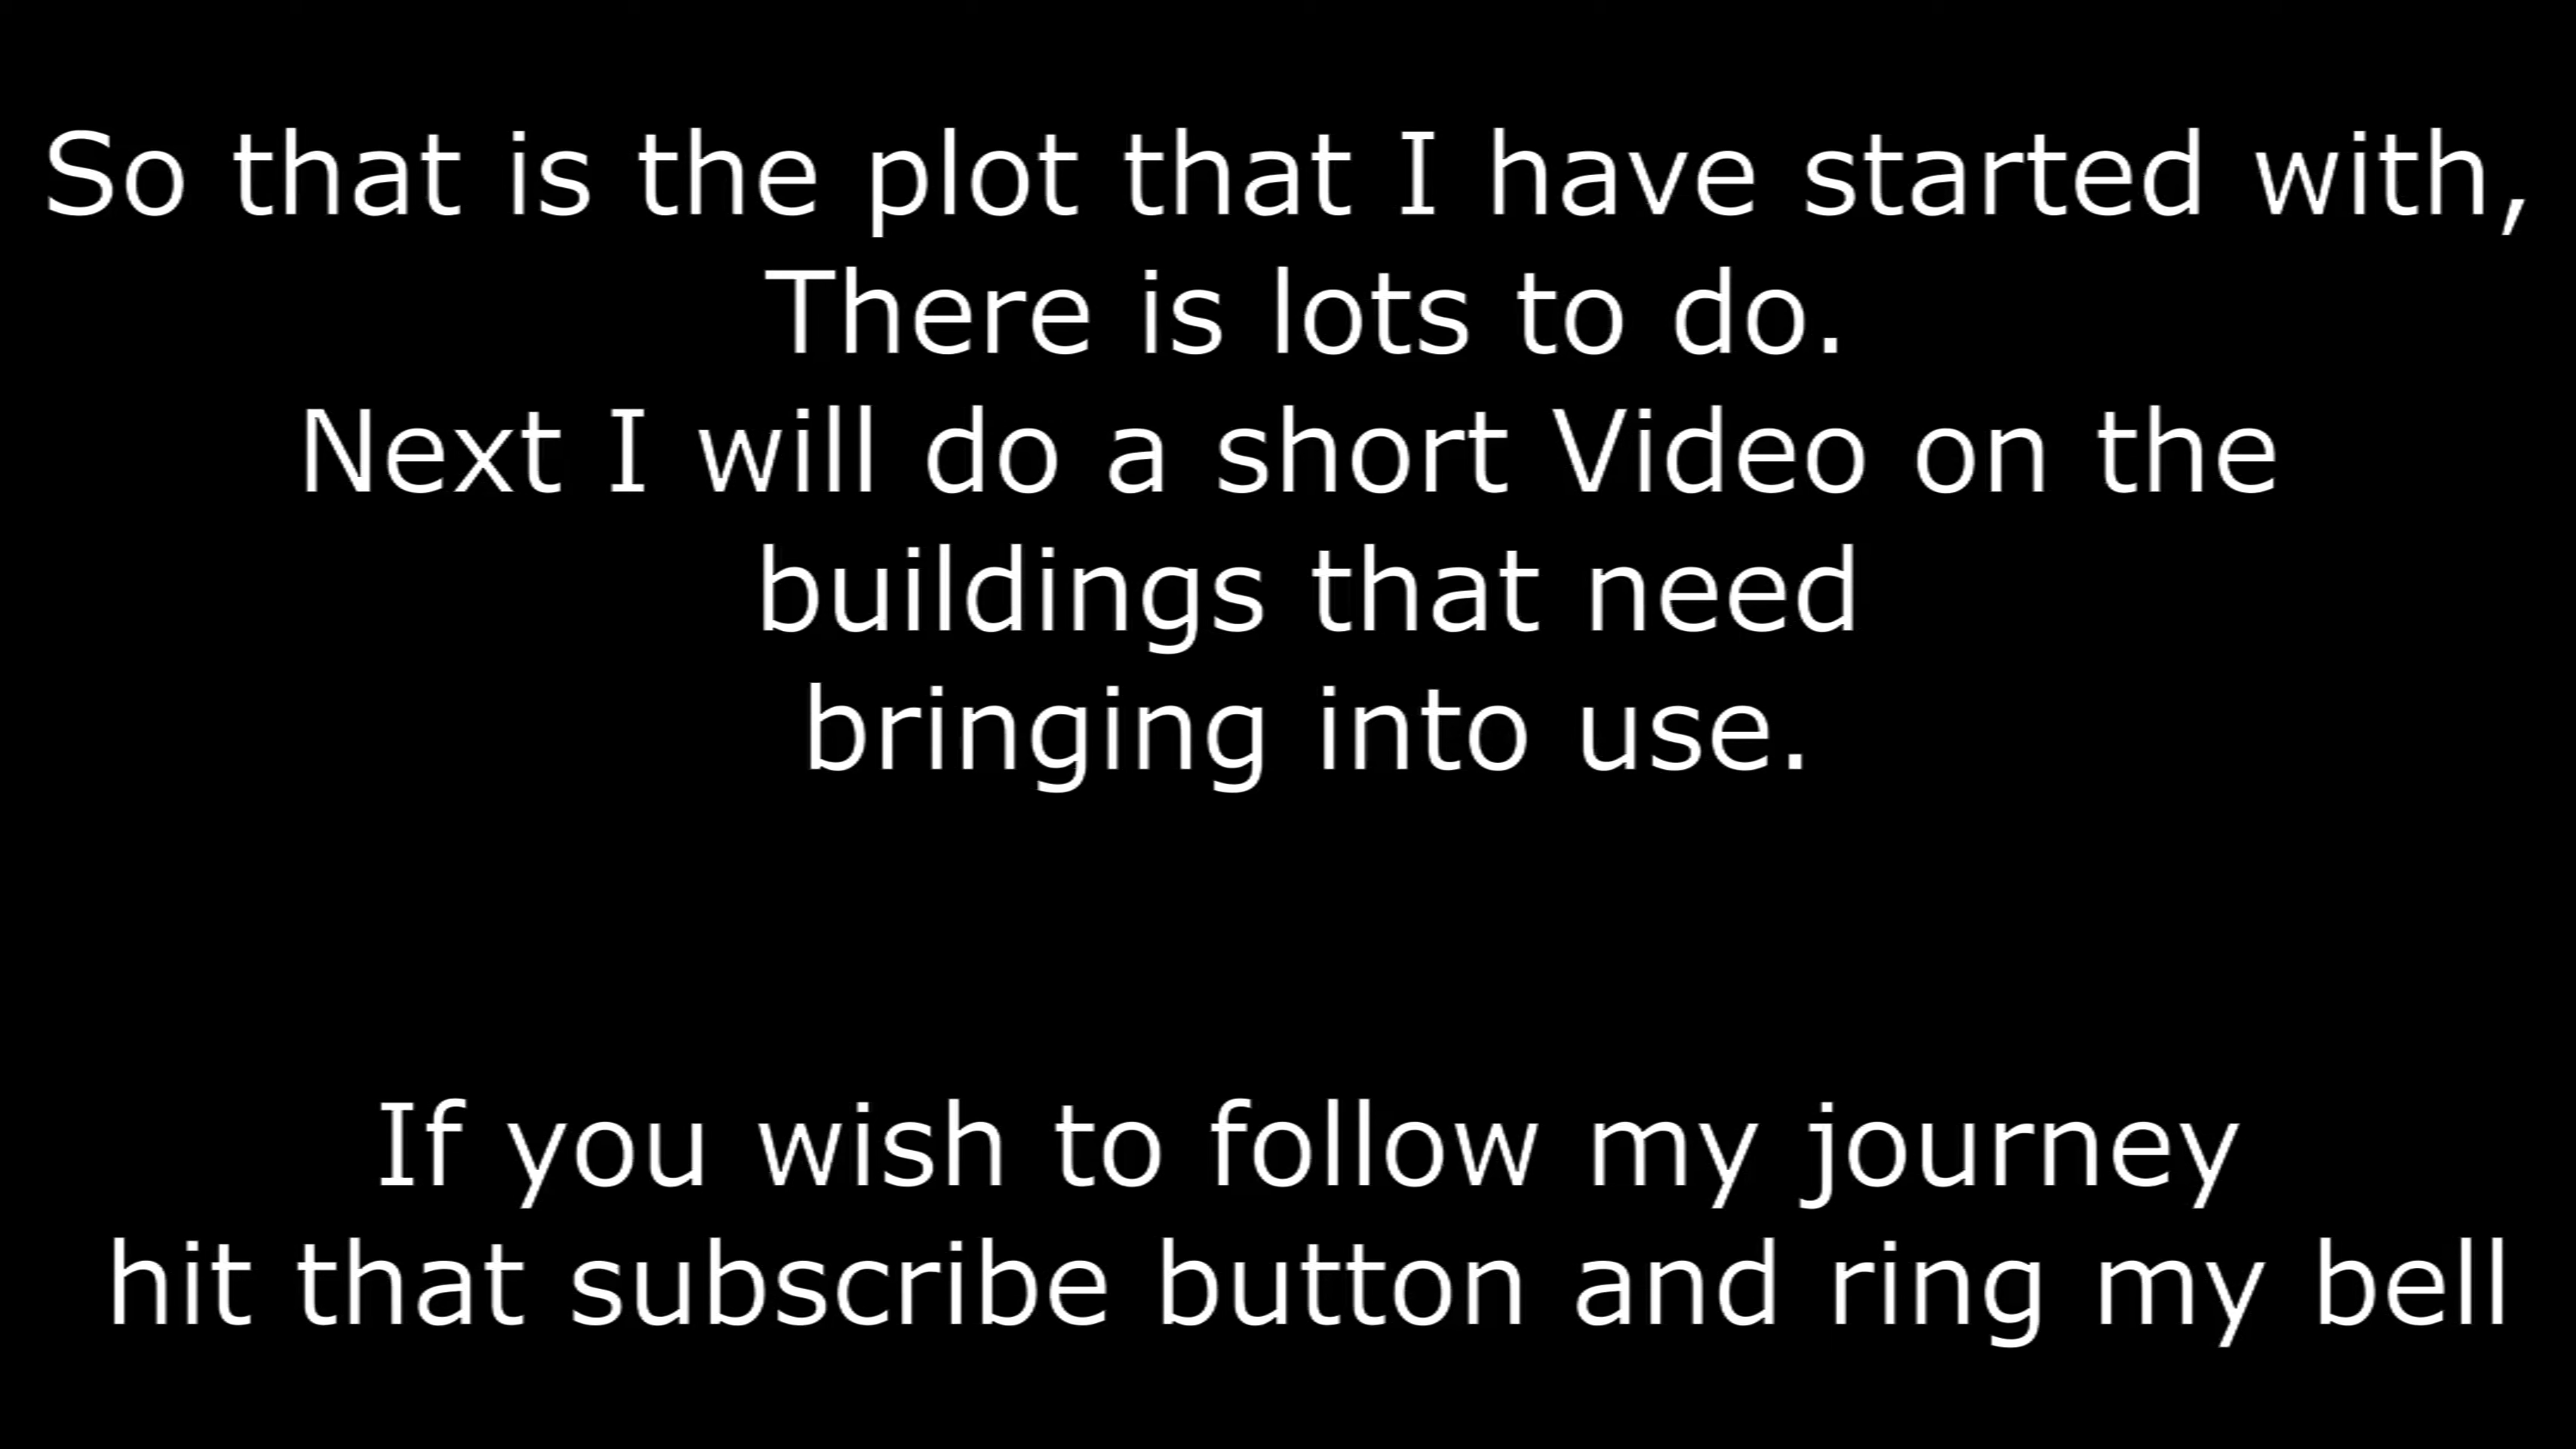 So that is the plot that I have started with,
There is lots to do.
Next I will do a short Video on the
buildings that need
bringing into use.
If you wish to follow my journey
hit that subscribe button and ring my bell